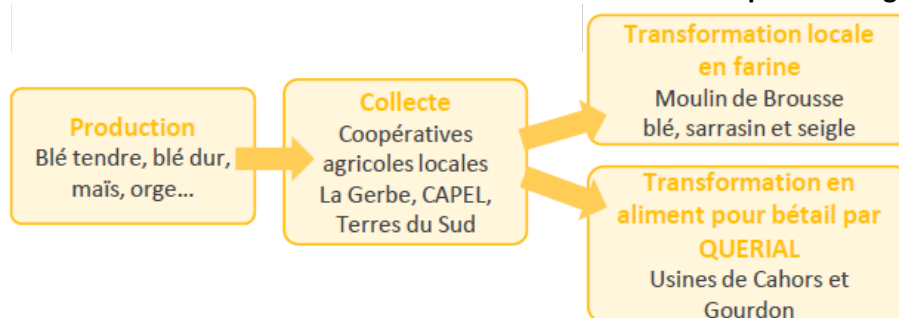 Production
Blé tendre, blé dur,
maïs, orge...
Collecte
Coopératives
agricoles locales
La Gerbe, CAPEL,
Terres du Sud
Transformation locale
en farine
Moulin de Brousse
blé, sarrasin et seigle
Transformation en
aliment pour bétail par
QUERIAL
Usines de Cahors et
Gourdon